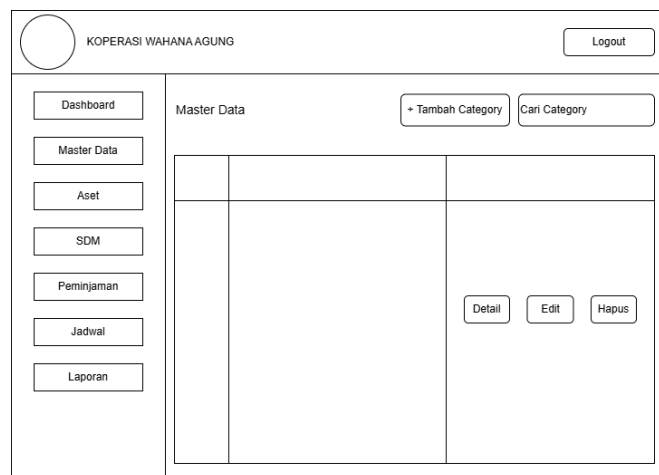 KOPERASI WAHANA AGUNG
Logout
Dashboard
Master Data
Aset
SDM
Peminjaman
Jadwal
Laporan
Master Data
+ Tambah Category
Cari Category
Detail
Edit
Hapus